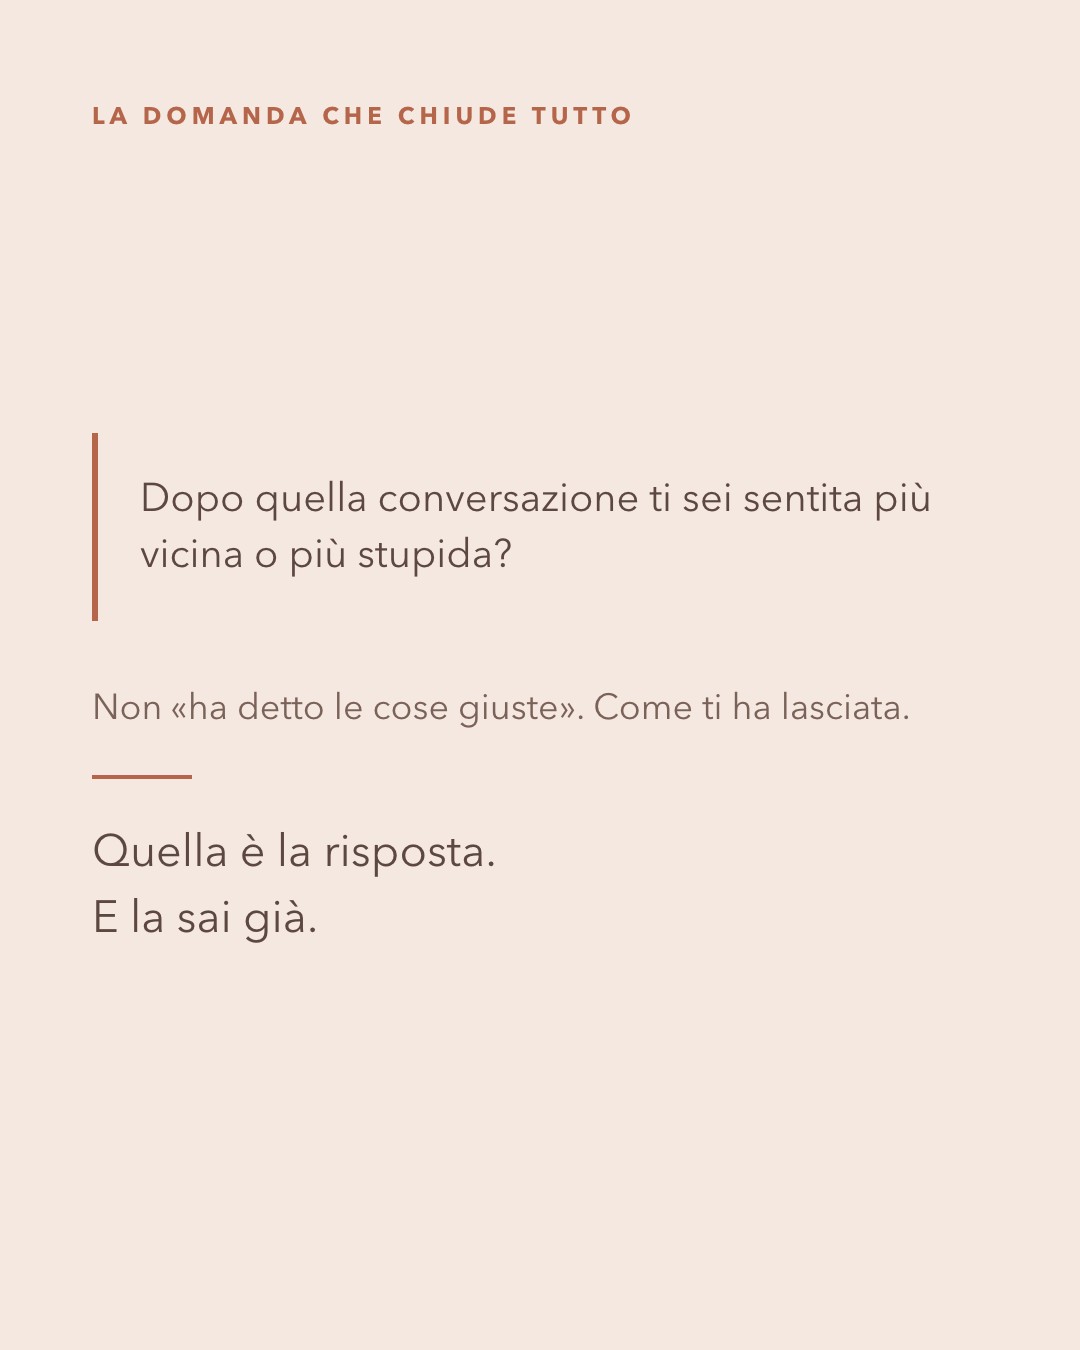 LA DOMANDA CHE CHIUDE TUTTO
Dopo quella conversazione ti sei sentita più
vicina o più stupida?
Non «ha detto le cose giuste». Come ti ha lasciata.
Quella è la risposta.
E la sai già.